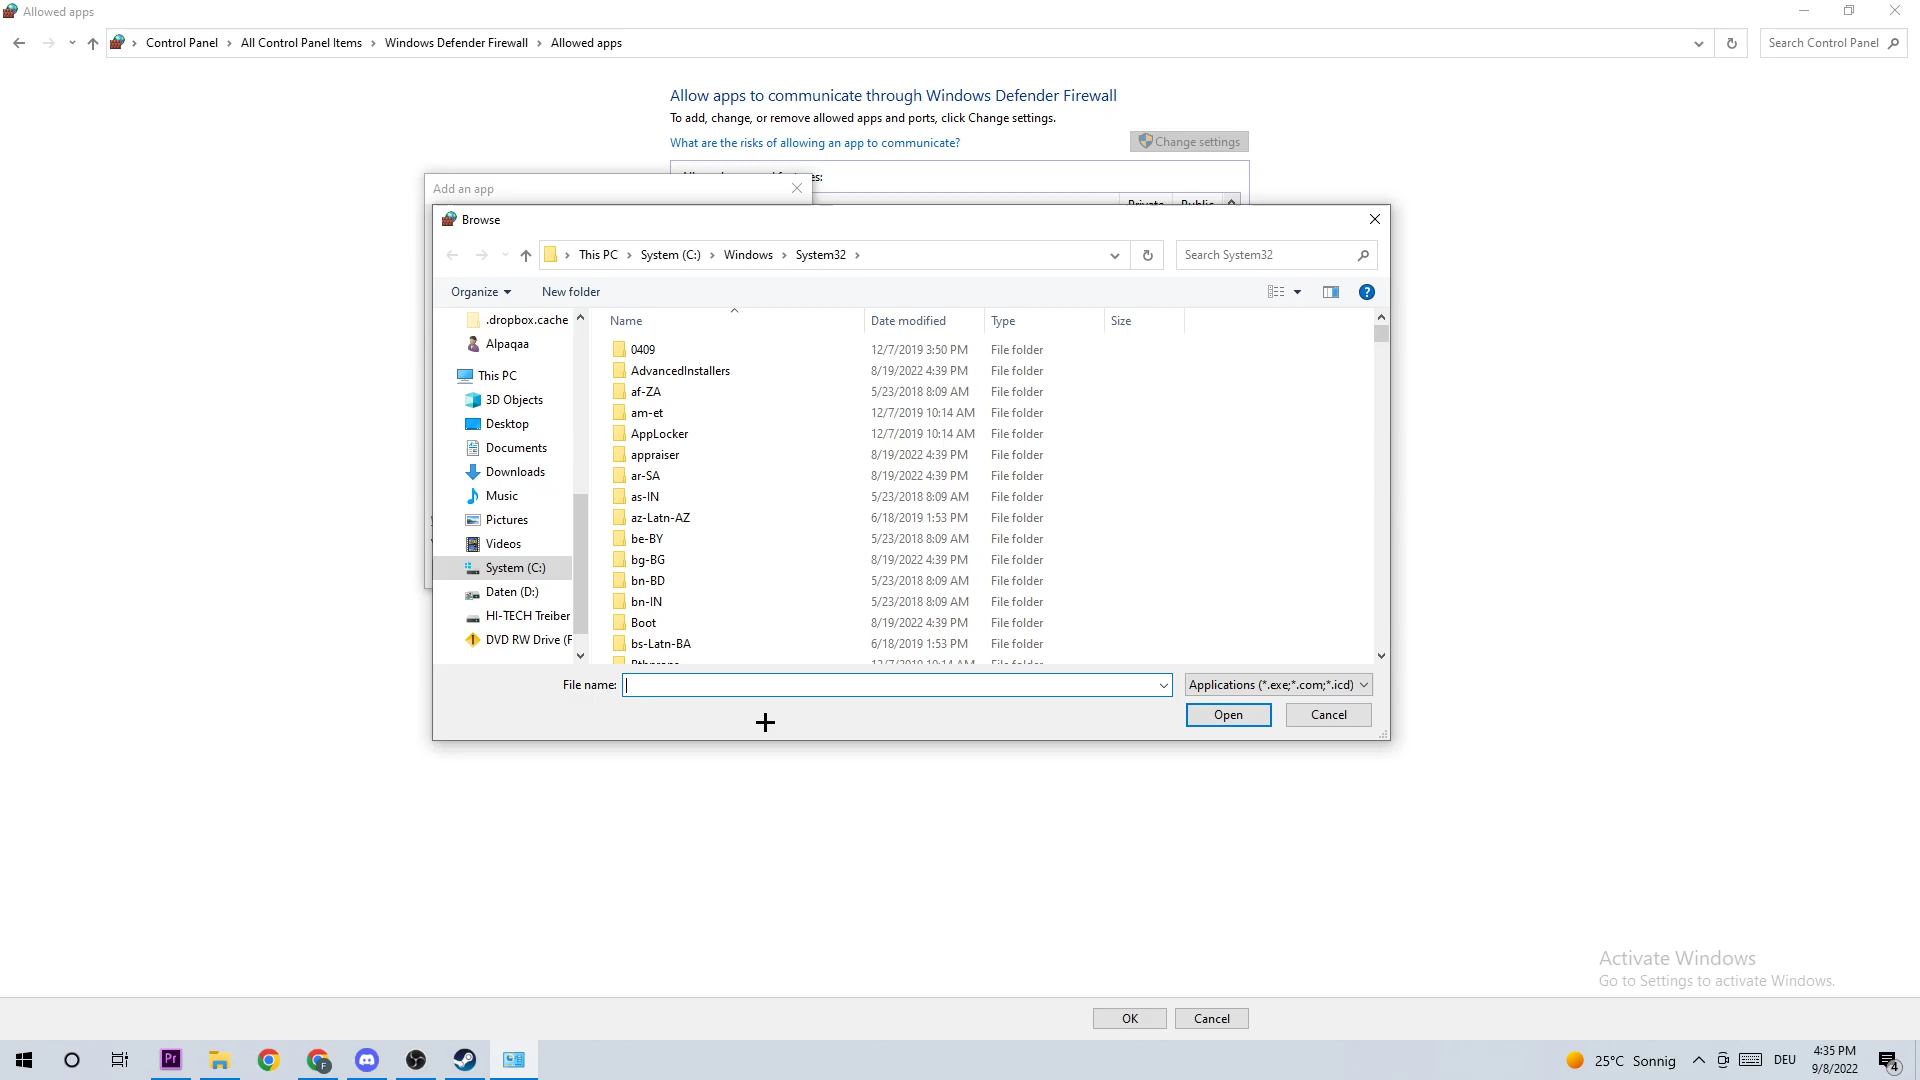 Allowed apps
Control Panel > All Control Panel Items > Windows Defender Firewall > Allowed apps
Search Control Panel
Allow apps to communicate through Windows Defender Firewall
To add, change, or remove allowed apps and ports, click Change settings.
What are the risks of allowing an app to communicate?
Change settings
Add an app
Private Public
Browse
This PC > System (C:) > Windows > System32 >
Search System32
Organize New folder
?
.dropbox.cache
Alpaqaa
This PC
3D Objects
Desktop
Documents
Downloads
Music
Pictures
Videos
System (C:)
Daten (D:)
HI-TECH Treiber
DVD RW Drive (F
Name Date modified Type Size
0409 12/7/2019 3:50 PM File folder
AdvancedInstallers 8/19/2022 4:39 PM File folder
af-ZA 5/23/2018 8:09 AM File folder
am-et 12/7/2019 10:14 AM File folder
AppLocker 12/7/2019 10:14 AM File folder
appraiser 8/19/2022 4:39 PM File folder
ar-SA 8/19/2022 4:39 PM File folder
as-IN 5/23/2018 8:09 AM File folder
az-Latn-AZ 6/18/2019 1:53 PM File folder
be-BY 5/23/2018 8:09 AM File folder
bg-BG 8/19/2022 4:39 PM File folder
bn-BD 5/23/2018 8:09 AM File folder
bn-IN 5/23/2018 8:09 AM File folder
Boot 8/19/2022 4:39 PM File folder
bs-Latn-BA 6/18/2019 1:53 PM File folder
File name:
Applications (*.exe;*.com;*.icd)
Open Cancel
Activate Windows
Go to Settings to activate Windows.
OK Cancel
Pr
F
25°C Sonnig
DEU
4:35 PM
9/8/2022
4